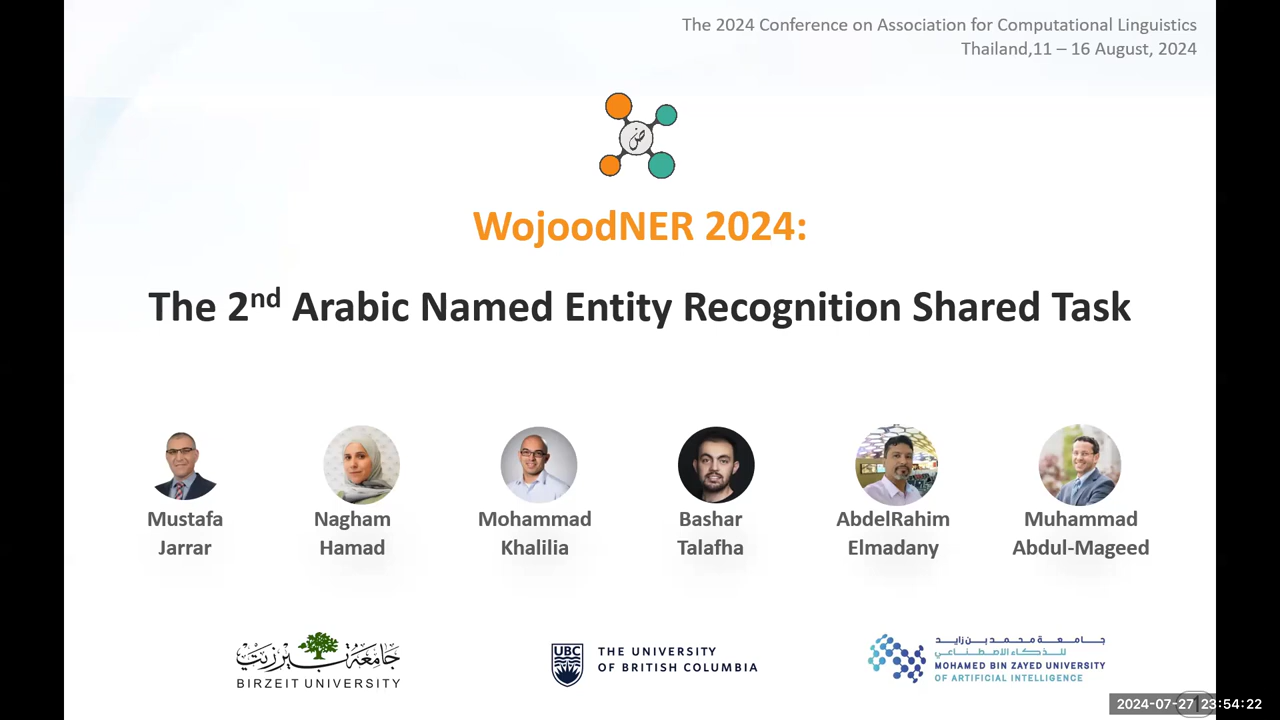 The 2024 Conference on Association for Computational Linguistics
Thailand,11 – 16 August, 2024
ض
WojoodNER 2024:
The 2nd Arabic Named Entity Recognition Shared Task
Mustafa Jarrar
Nagham Hamad
Mohammad Khalilia
Bashar Talafha
AbdelRahim Elmadany
Muhammad Abdul-Mageed
جامعة بيرزيت
BIRZEIT UNIVERSITY
UBC
THE UNIVERSITY
OF BRITISH COLUMBIA
جامعة محمد بن زايد
للذكاء الاصطناعي
MOHAMED BIN ZAYED UNIVERSITY
OF ARTIFICIAL INTELLIGENCE
1
2024-07-27 23:54:22